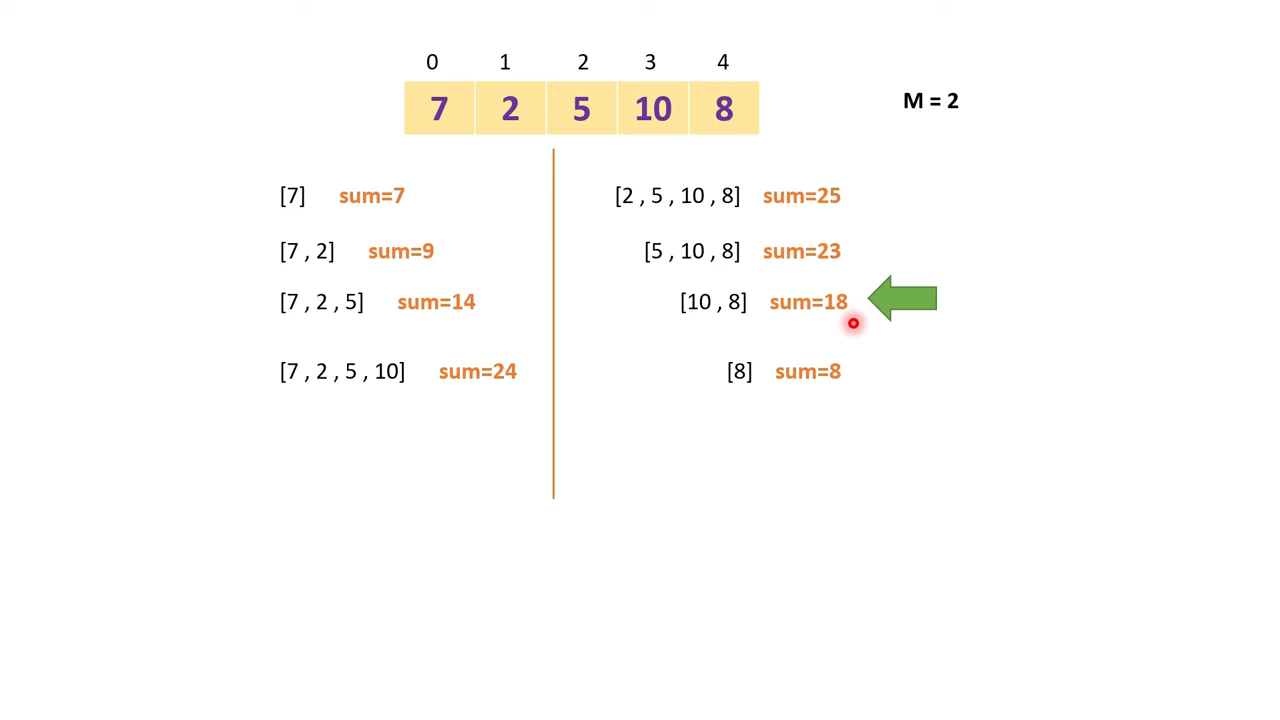 0 1 2 3 4
7 2 5 10 8
M = 2
[7] sum=7 [2 , 5 , 10 , 8] sum=25
[7 , 2] sum=9 [5 , 10 , 8] sum=23
[7 , 2 , 5] sum=14 [10 , 8] sum=18
[7 , 2 , 5 , 10] sum=24 [8] sum=8